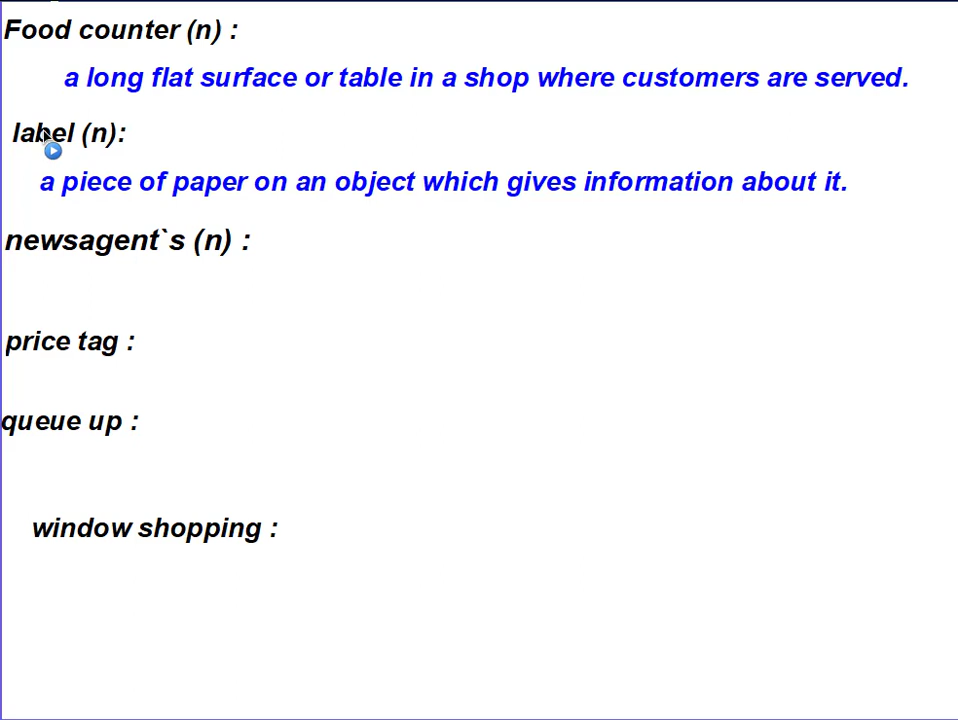 Food counter (n) :
a long flat surface or table in a shop where customers are served.
label (n):
a piece of paper on an object which gives information about it.
newsagent`s (n) :
price tag :
queue up :
window shopping :